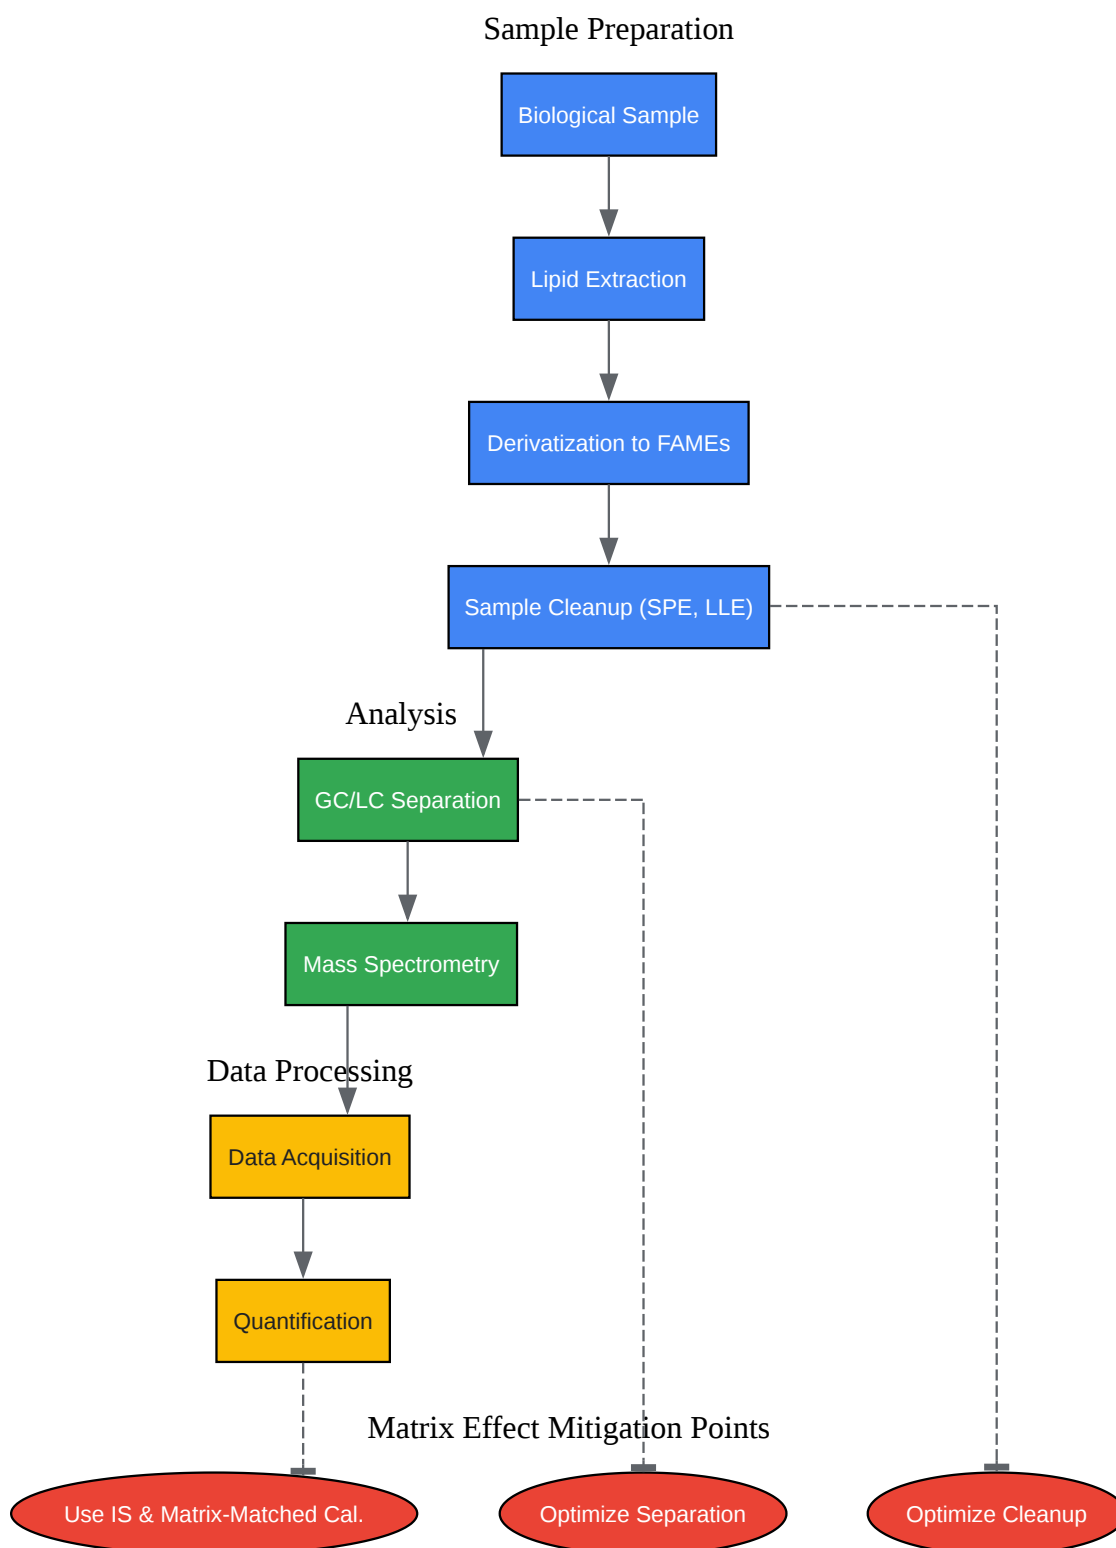 Sample Preparation
Biological Sample
Lipid Extraction
Derivatization to FAMEs
Sample Cleanup (SPE, LLE)
Analysis
GC/LC Separation
Mass Spectrometry
Data Processing
Data Acquisition
Quantification
Matrix Effect Mitigation Points
Use IS & Matrix-Matched Cal.
Optimize Separation
Optimize Cleanup